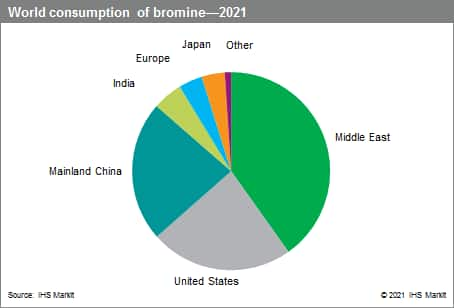 World consumption of bromine—2021
Japan
Other
Europe
India
Middle East
Mainland China
United States
Source: IHS Markit
© 2021 IHS Markit